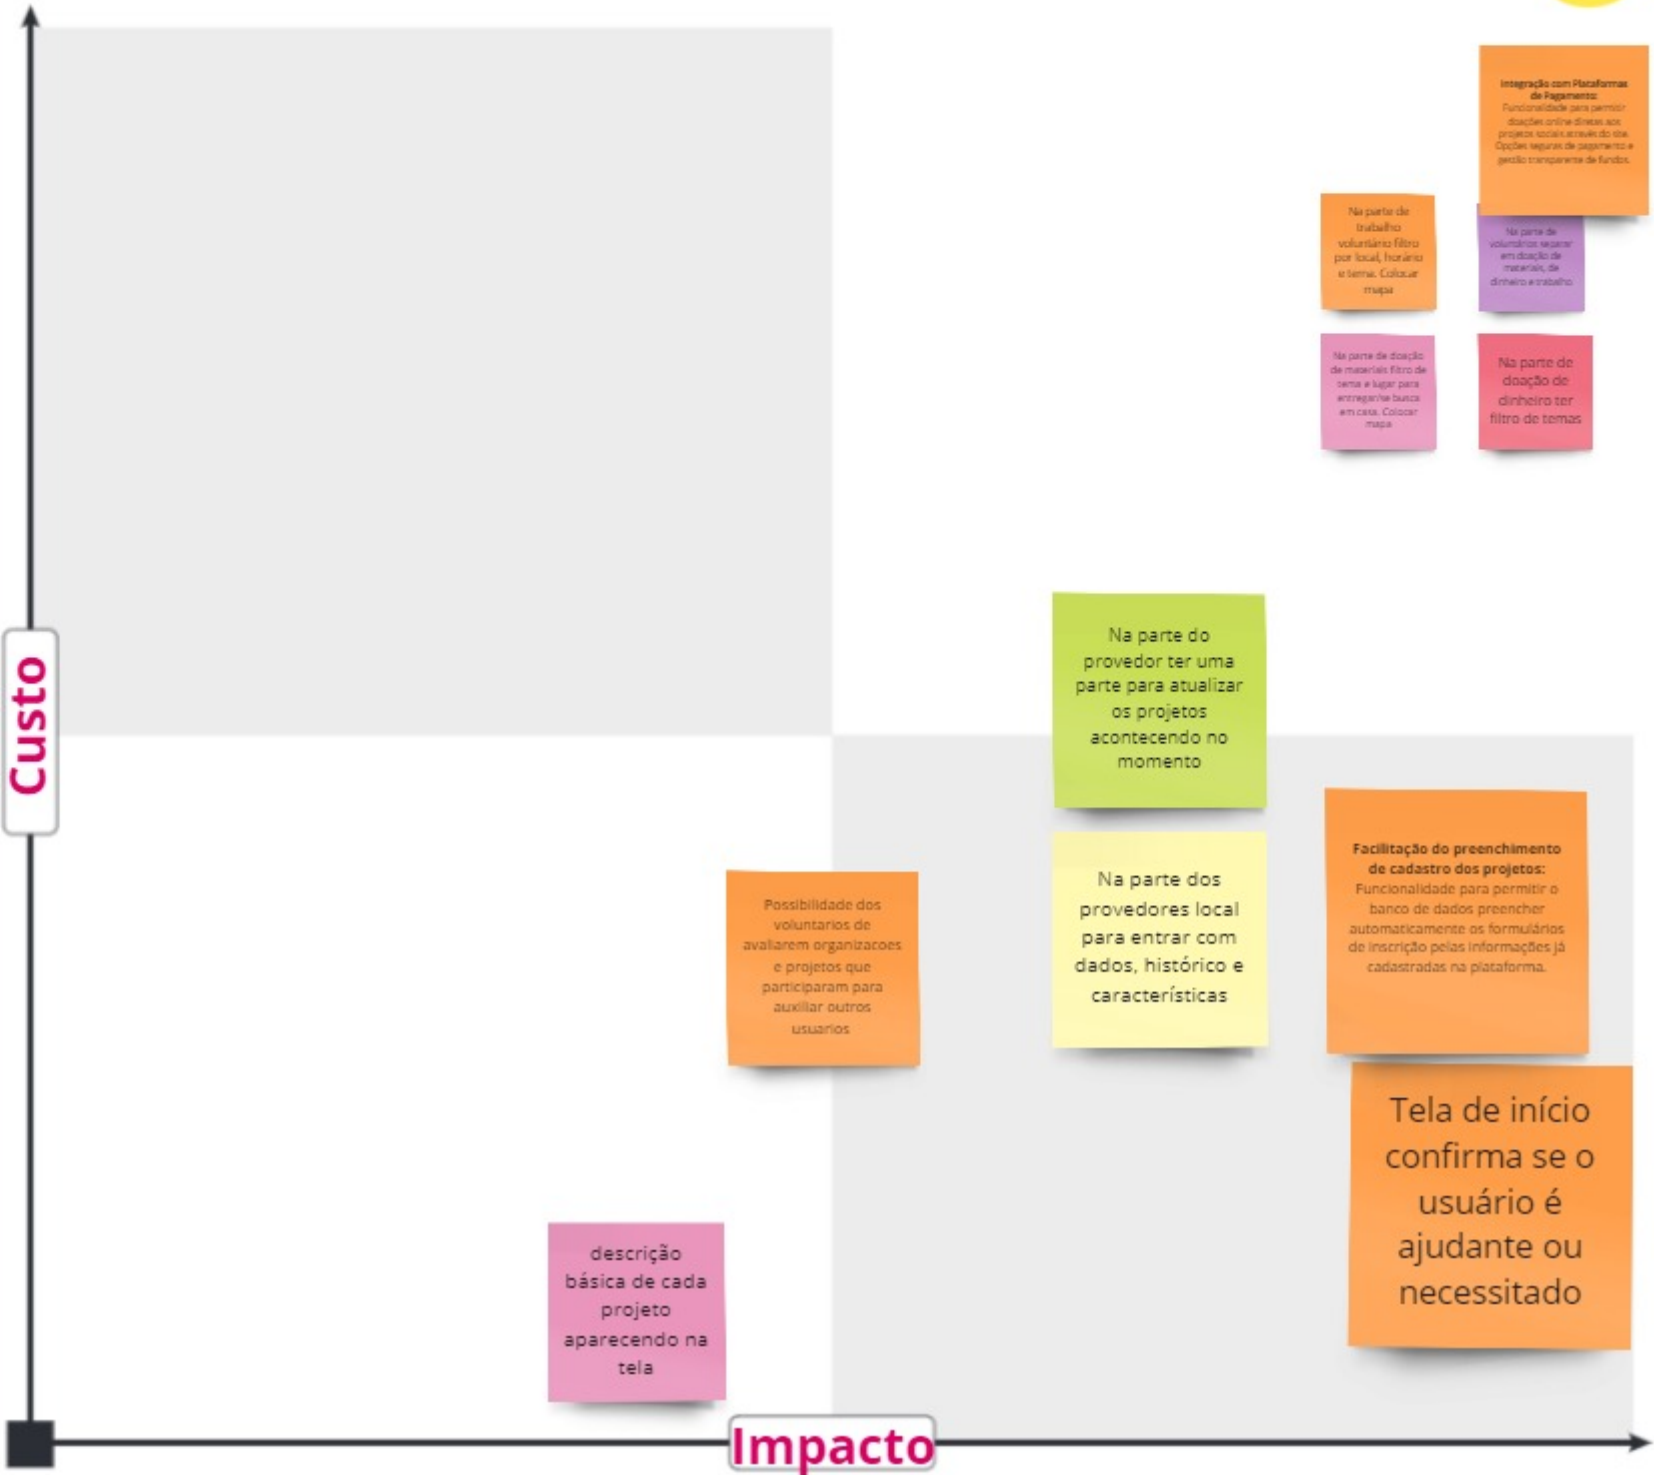 Integração com Plataformas
de Pagamento:
Funcionalidade para permitir
doações online diretas aos
projetos sociais através do site.
Opções seguras de pagamento e
gestão transparente de fundos.
Na parte de
trabalho
voluntário filtro
por local, horário
e tema. Colocar
mapa
Na parte de
voluntários separar
em doação de
materiais, de
dinheiro e trabalho
Na parte de doação
de materiais filtro de
tema e lugar para
entregar/se busca
em casa. Colocar
mapa
Na parte de
doação de
dinheiro ter
filtro de temas
Custo
Na parte do
provedor ter uma
parte para atualizar
os projetos
acontecendo no
momento
Facilitação do preenchimento
de cadastro dos projetos:
Funcionalidade para permitir o
banco de dados preencher
automaticamente os formulários
de inscrição pelas informações já
cadastradas na plataforma.
Na parte dos
provedores local
para entrar com
dados, histórico e
características
Possibilidade dos
voluntarios de
avaliarem organizacoes
e projetos que
participaram para
auxiliar outros
usuarios
Tela de início
confirma se o
usuário é
ajudante ou
necessitado
descrição
básica de cada
projeto
aparecendo na
tela
Impacto